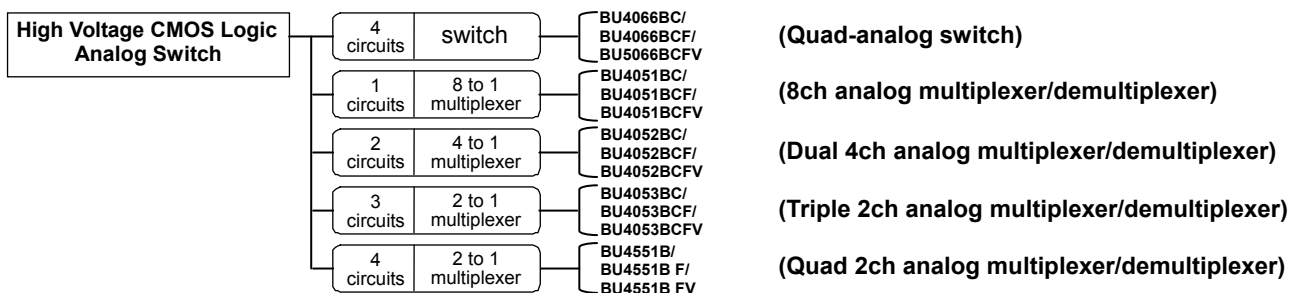 High Voltage CMOS Logic
Analog Switch
4
circuits
switch
BU4066BC/
BU4066BCF/
BU5066BCFV
(Quad-analog switch)
1
circuits
8 to 1
multiplexer
BU4051BC/
BU4051BCF/
BU4051BCFV
(8ch analog multiplexer/demultiplexer)
2
circuits
4 to 1
multiplexer
BU4052BC/
BU4052BCF/
BU4052BCFV
(Dual 4ch analog multiplexer/demultiplexer)
3
circuits
2 to 1
multiplexer
BU4053BC/
BU4053BCF/
BU4053BCFV
(Triple 2ch analog multiplexer/demultiplexer)
4
circuits
2 to 1
multiplexer
BU4551B/
BU4551B F/
BU4551B FV
(Quad 2ch analog multiplexer/demultiplexer)